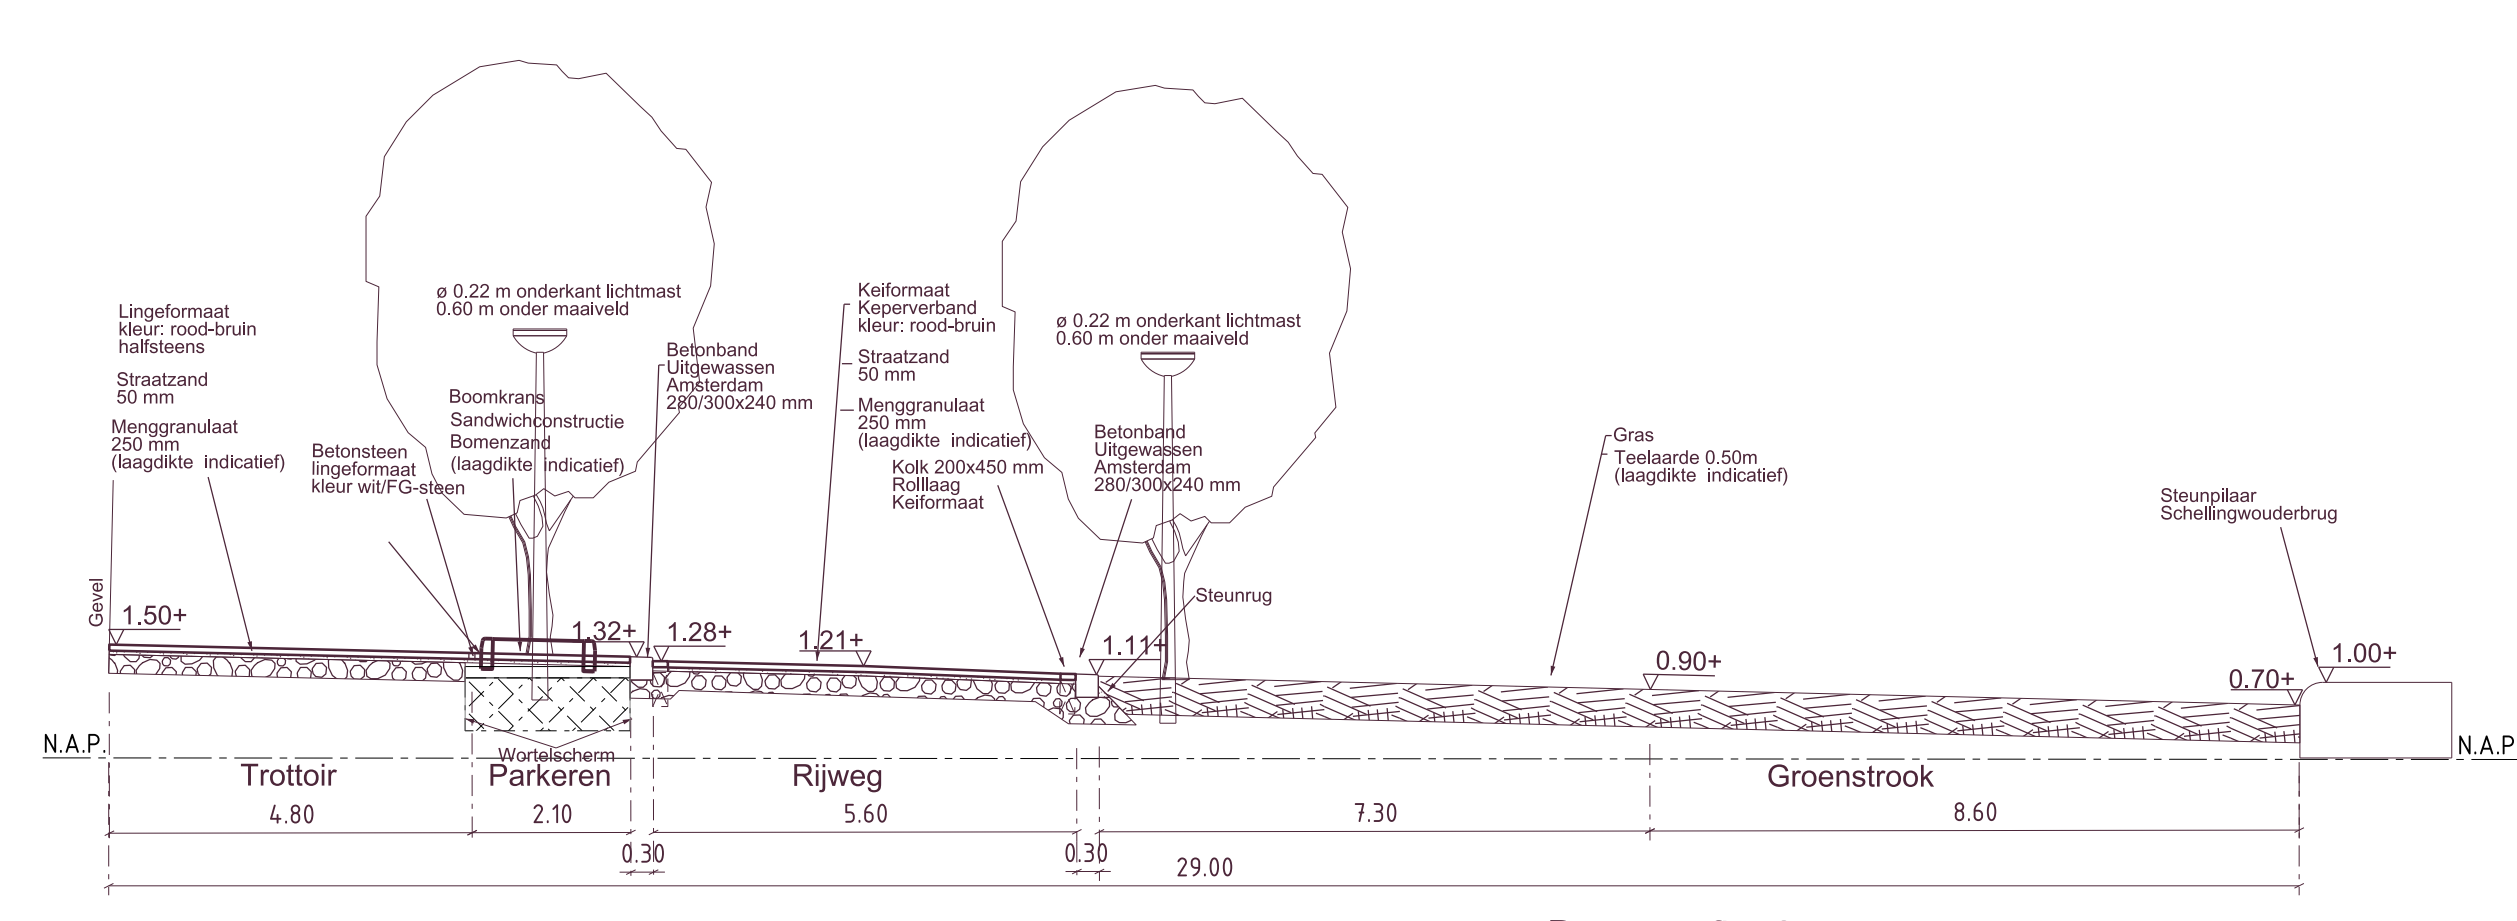 ø 0.22 m onderkant lichtmast
0.60 m onder maaiveld
Lingeformaat
kleur: rood-bruin
halfsteens
Straatzand
50 mm
Menggranulaat
250 mm
(laagdikte indicatief)
Betonsteen
lingeformaat
kleur wit/FG-steen
Boomkrans
Sandwichconstructie
Bomenzand
(laagdikte indicatief)
Betonband
Uitgewassen
Amsterdam
280/300x240 mm
Keiformaat
Keperverband
kleur: rood-bruin
Straatzand
50 mm
Menggranulaat
250 mm
(laagdikte indicatief)
Kolk 200x450 mm
Rolllaag
Keiformaat
ø 0.22 m onderkant lichtmast
0.60 m onder maaiveld
Betonband
Uitgewassen
Amsterdam
280/300x240 mm
Steunrug
Gras
Teelaarde 0.50m
(laagdikte indicatief)
Steunpilaar
Schellingwouderbrug
Gevel
1.50+
1.32+
1.28+
1.21+
1.11+
0.90+
0.70+
1.00+
N.A.P.
N.A.P
Wortelscherm
Trottoir
Parkeren
Rijweg
Groenstrook
4.80
2.10
5.60
7.30
8.60
0.30
0.30
29.00